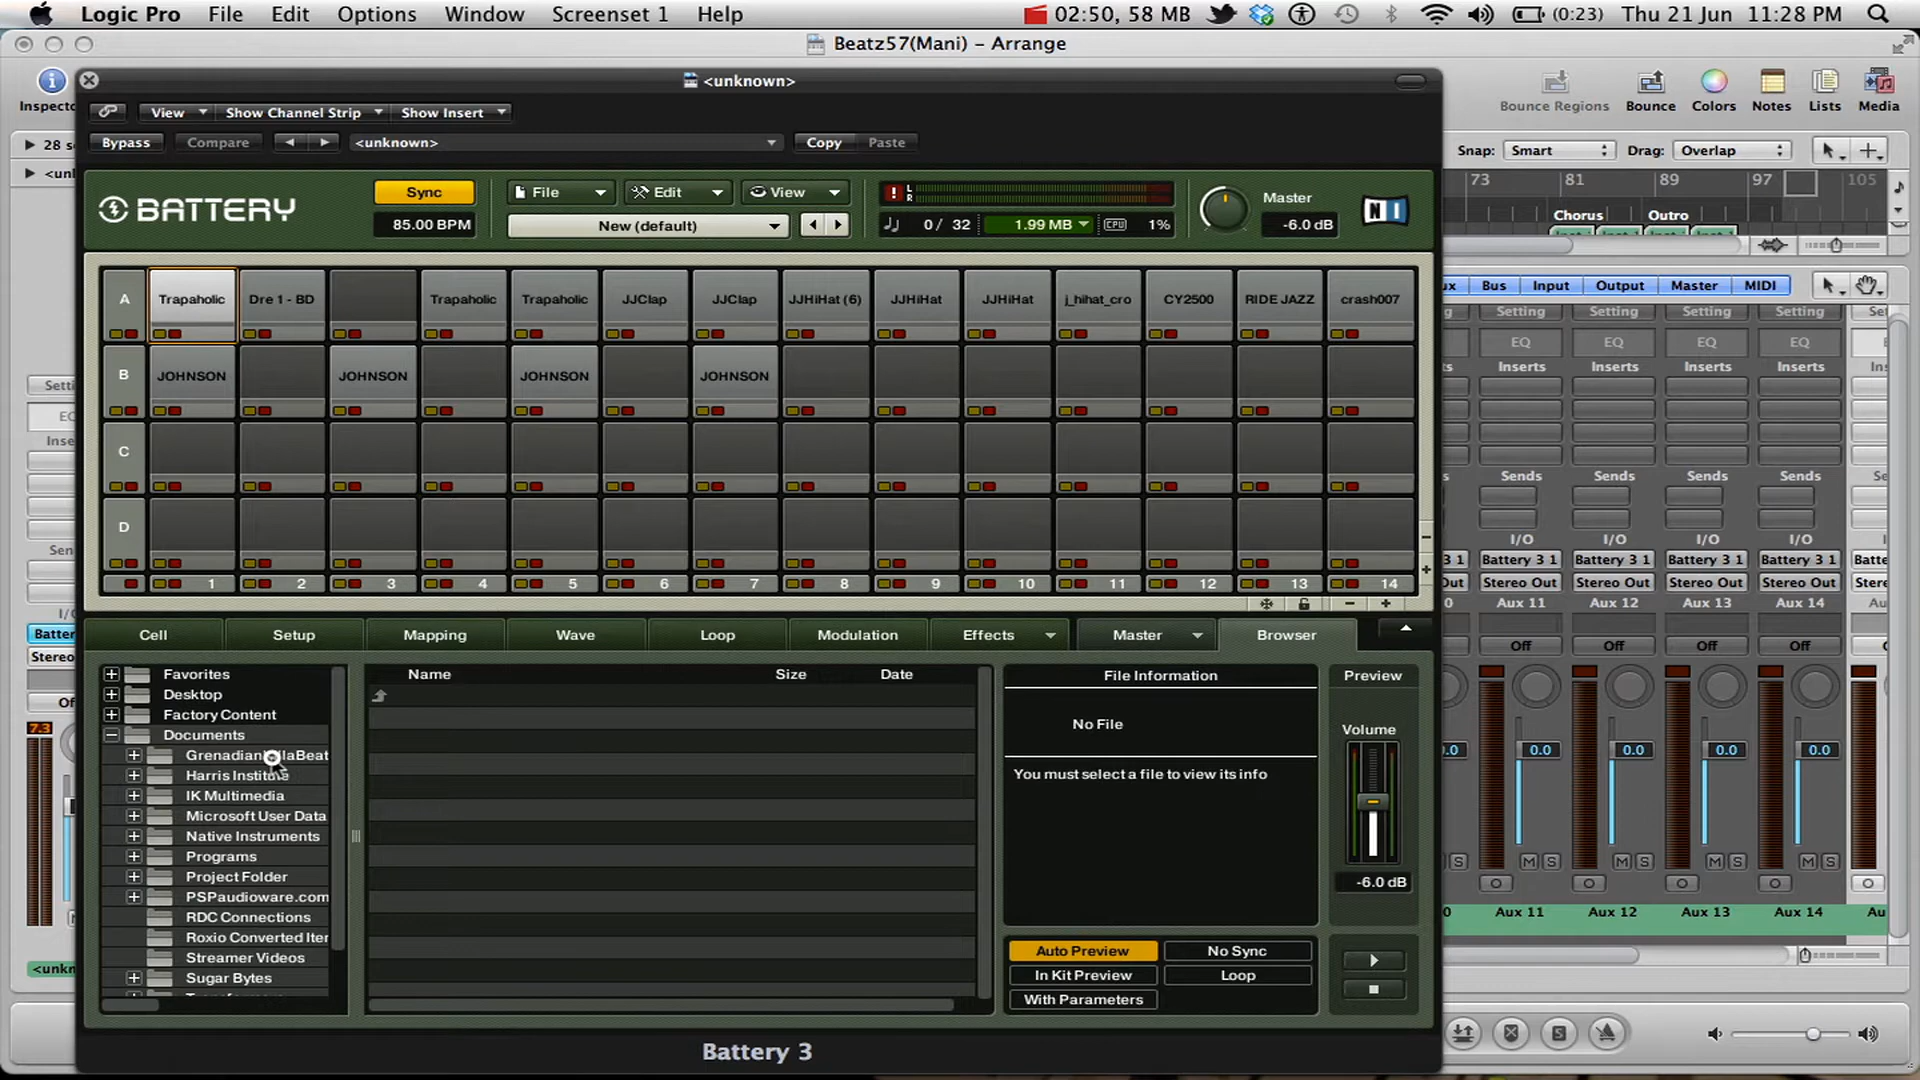 Logic Pro File Edit Options Window Screenset 1 Help 02:50, 58 MB (0:23) Thu 21 Jun 11:28 PM
Beatz57(Mani) - Arrange
<unknown>
Bounce Regions Bounce Colors Notes Lists Media
View Show Channel Strip Show Insert
Bypass Compare <unknown> Copy Paste
28 se
Snap: Smart Drag: Overlap
73 81 89 97 105
Chorus Outro
BATTERY
Sync
85.00 BPM
File Edit View
New (default)
L
R
0 / 32 1.99 MB CPU 1%
Master
-6.0 dB
NI
Bus Input Output Master MIDI
A Trapaholic Dre 1 - BD Trapaholic Trapaholic JJClap JJClap JJHiHat (6) JJHiHat JJHiHat j_hihat_cro CY2500 RIDE JAZZ crash007
B JOHNSON JOHNSON JOHNSON JOHNSON
C
D
1 2 3 4 5 6 7 8 9 10 11 12 13 14
Setting Setting Setting Setting
EQ EQ EQ EQ
Inserts Inserts Inserts Inserts
Sends Sends Sends Sends
I/O I/O I/O I/O
Battery 3 1 Battery 3 1 Battery 3 1 Battery 3 1
Stereo Out Stereo Out Stereo Out
Aux 11 Aux 12 Aux 13 Aux 14
Off Off Off Off
Cell Setup Mapping Wave Loop Modulation Effects Master Browser
Favorites
Desktop
Factory Content
Documents
Harris Institute
IK Multimedia
Microsoft User Data
Native Instruments
Programs
Project Folder
PSPaudioware.com
RDC Connections
Roxio Converted Iter
Streamer Videos
Sugar Bytes
Name Size Date
File Information
No File
You must select a file to view its info
Auto Preview No Sync
In Kit Preview Loop
With Parameters
Preview
Volume
-6.0 dB
7.3
0.0 0.0 0.0 0.0
M S M S M S M S
Aux 11 Aux 12 Aux 13 Aux 14
Battery 3